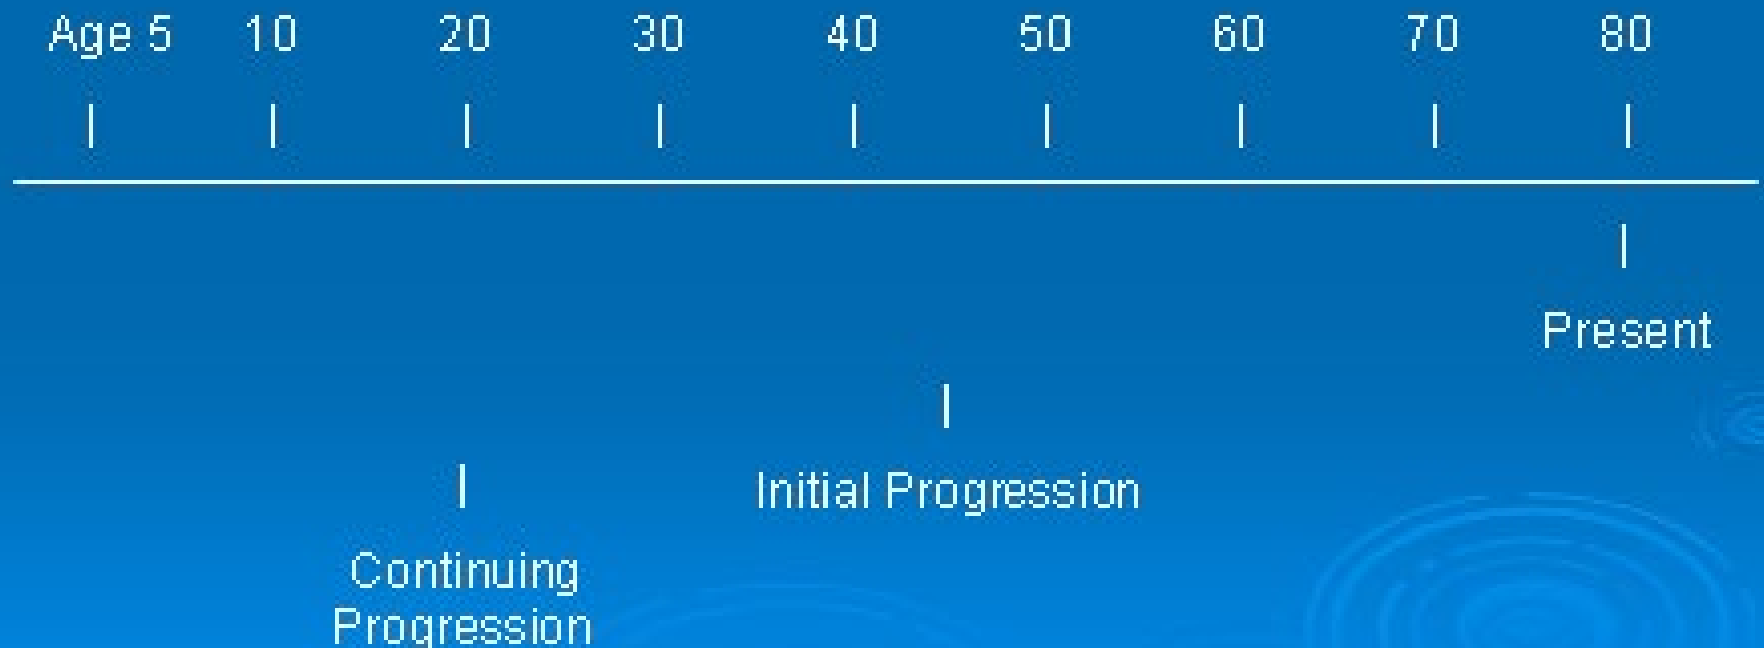 Age 5 10 20 30 40 50 60 70 80
Present
Initial Progression
Continuing
Progression